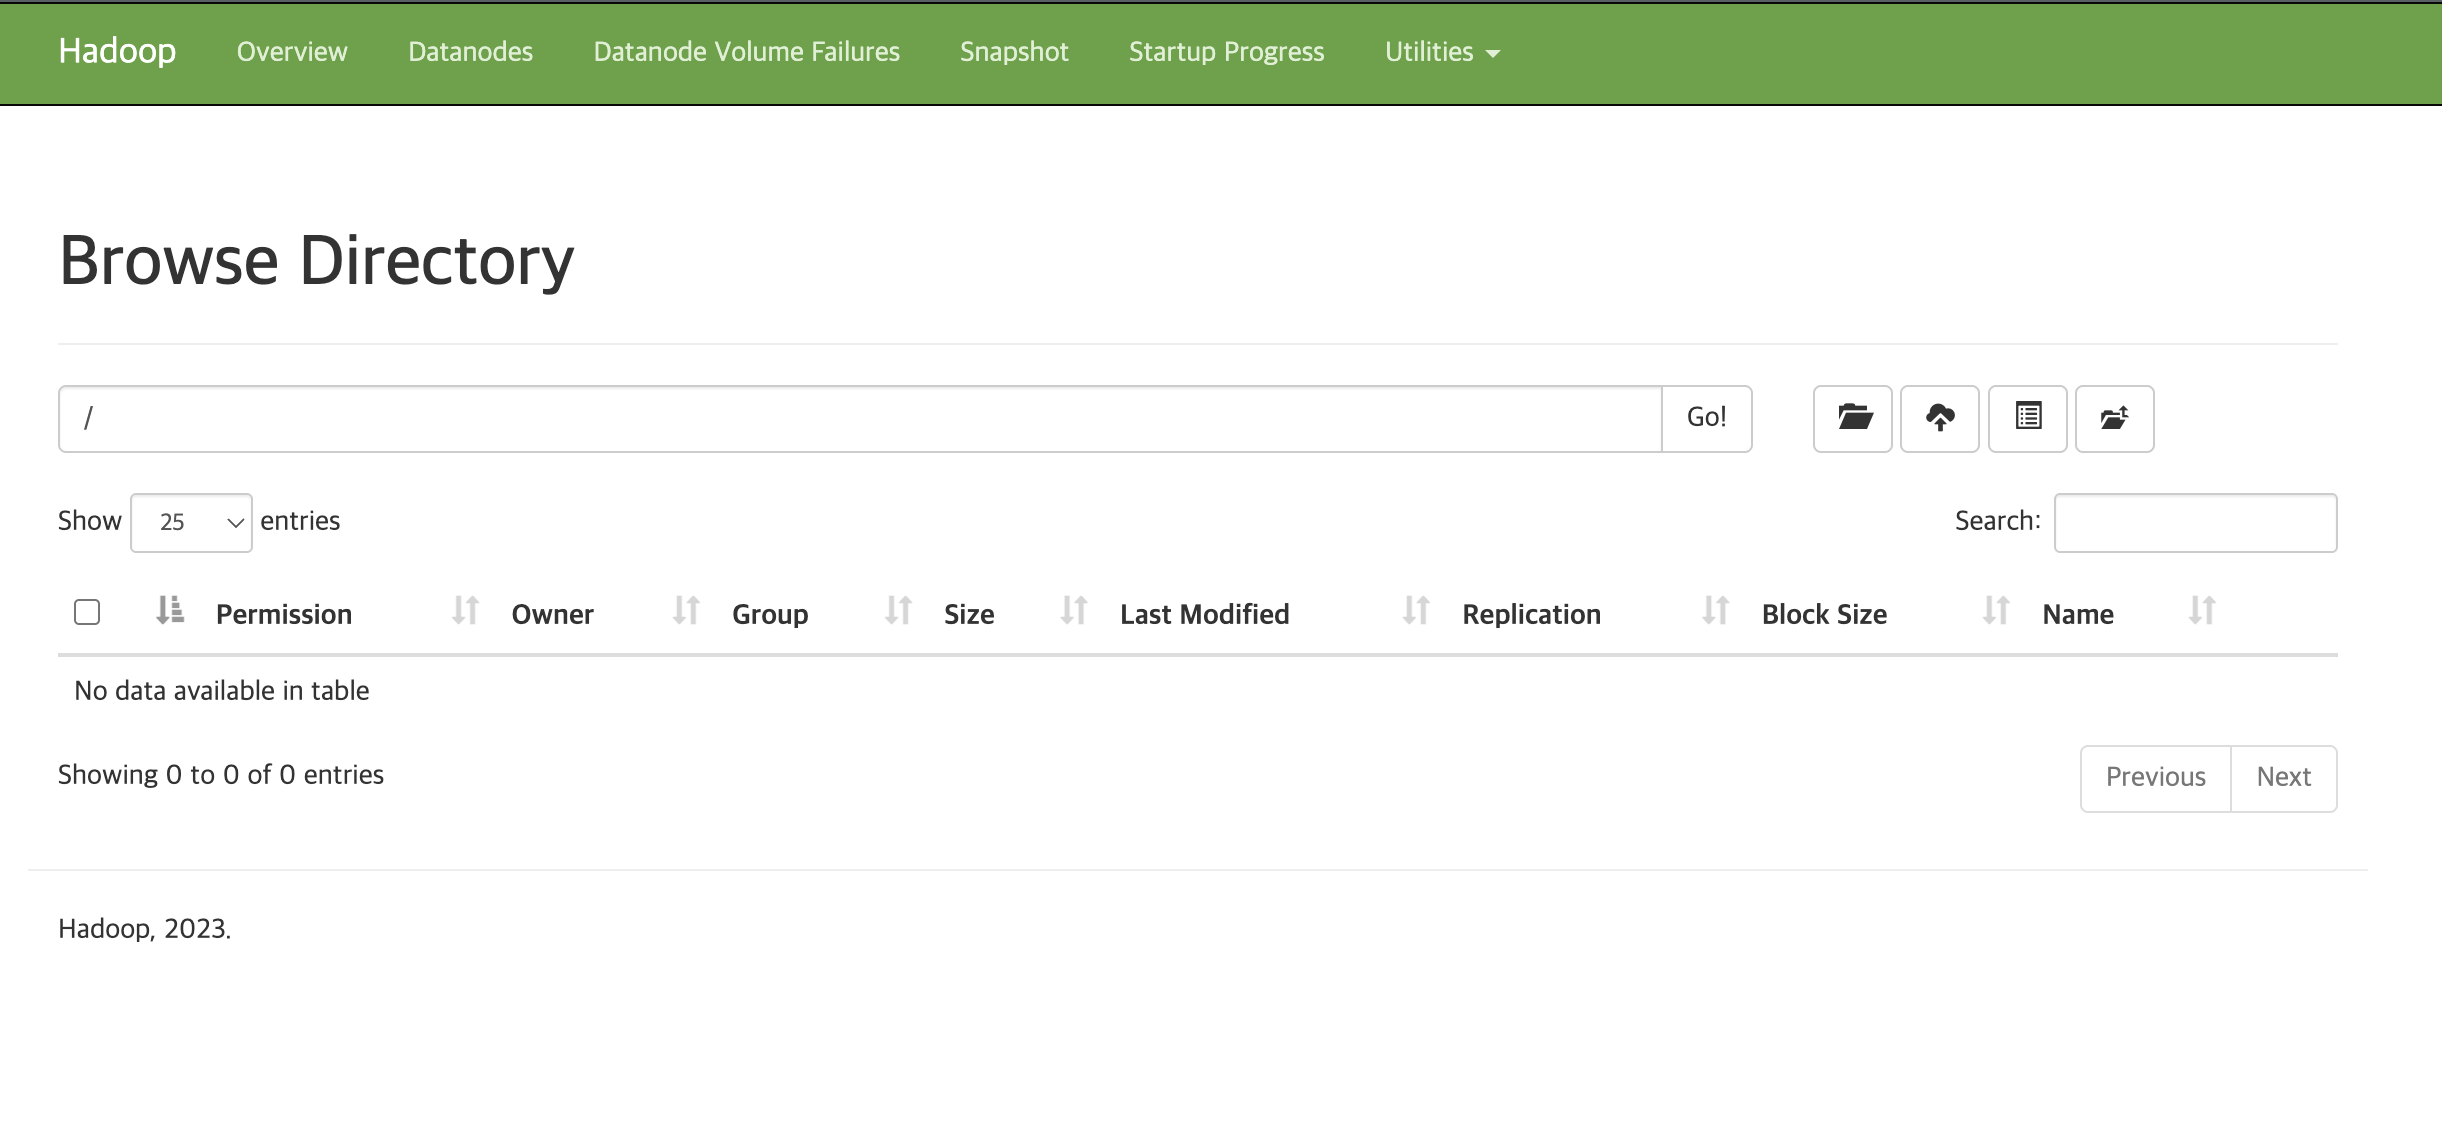 Hadoop Overview Datanodes Datanode Volume Failures Snapshot Startup Progress Utilities
Browse Directory
/ Go!
Show 25 entries Search:
Permission Owner Group Size Last Modified Replication Block Size Name
No data available in table
Showing 0 to 0 of 0 entries Previous Next
Hadoop, 2023.